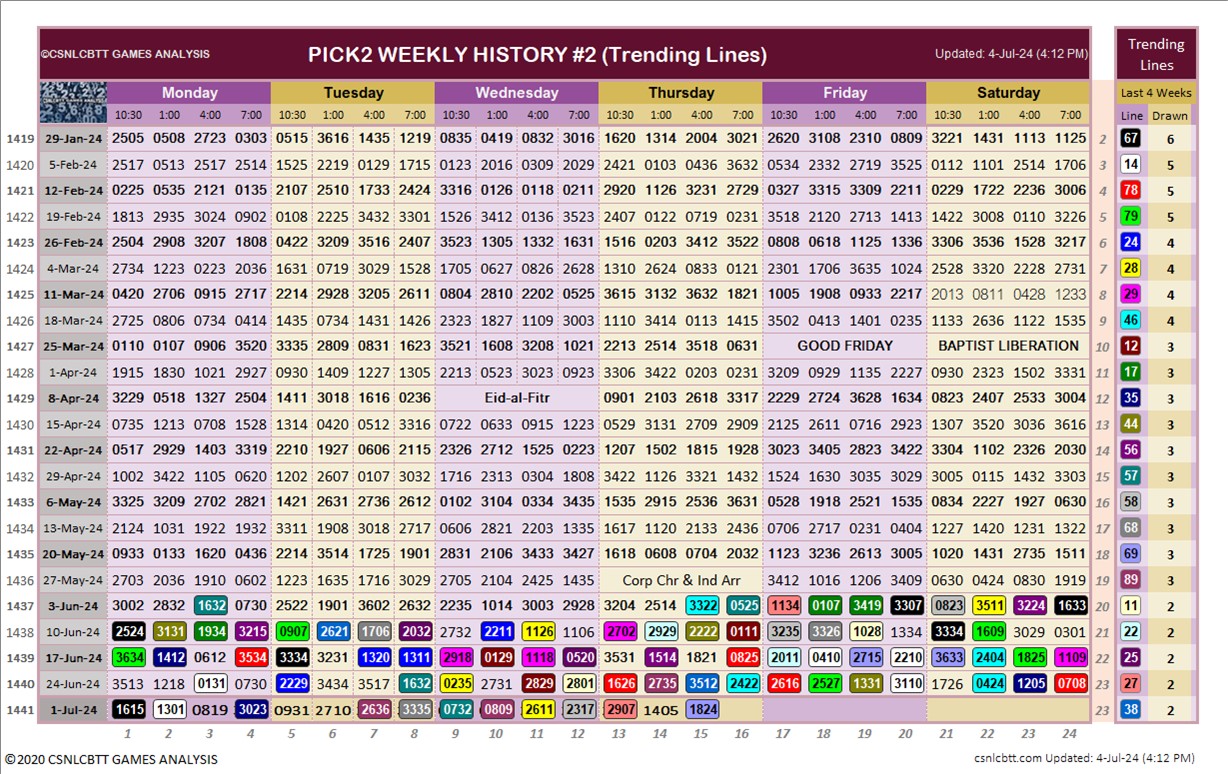 ©CSNLCBTT GAMES ANALYSIS PICK2 WEEKLY HISTORY #2 (Trending Lines) Updated: 4-Jul-24 (4:12 PM) Trending Lines
Monday Tuesday Wednesday Thursday Friday Saturday Last 4 Weeks
10:30 1:00 4:00 7:00 10:30 1:00 4:00 7:00 10:30 1:00 4:00 7:00 10:30 1:00 4:00 7:00 10:30 1:00 4:00 7:00 10:30 1:00 4:00 7:00 Line Drawn
1419 29-Jan-24 2505 0508 2723 0303 0515 3616 1435 1219 0835 0419 0832 3016 1620 1314 2004 3021 2620 3108 2310 0809 3221 1431 1113 1125 2 67 6
1420 5-Feb-24 2517 0513 2517 2514 1525 2219 0129 1715 0123 2016 0309 2029 2421 0103 0436 3632 0534 2332 2719 3525 0112 1101 2514 1706 3 14 5
1421 12-Feb-24 0225 0535 2121 0135 2107 2510 1733 2424 3316 0126 0118 0211 2920 1126 3231 2729 0327 3315 3309 2211 0229 1722 2236 3006 4 78 5
1422 19-Feb-24 1813 2935 3024 0902 0108 2225 3432 3301 1526 3412 0136 3523 2407 0122 0719 0231 3518 2120 2713 1413 1422 3008 0110 3226 5 79 5
1423 26-Feb-24 2504 2908 3207 1808 0422 3209 3516 2407 3523 1305 1332 1631 1516 0203 3412 3522 0808 0618 1125 1336 3306 3536 1528 3217 6 24 4
1424 4-Mar-24 2734 1223 0223 2036 1631 0719 3029 1523 1705 0627 0826 2628 1310 2624 0833 0121 2301 1706 3635 1024 2528 3320 2228 2731 7 28 4
1425 11-Mar-24 0420 2706 0915 2717 2214 2928 3205 2611 0804 2810 2202 0525 3615 3132 3632 1821 1005 1908 0933 2217 2013 0811 0428 1233 8 29 4
1426 18-Mar-24 2725 0806 0734 0414 1435 0734 1431 1426 2323 1827 1109 3003 1110 3414 0113 1415 3502 0413 1401 0235 1133 2636 1122 1535 9 46 4
1427 25-Mar-24 0110 0107 0906 3520 3335 2809 0831 1623 3521 1608 3208 1021 2213 2514 3518 0631 GOOD FRIDAY BAPTIST LIBERATION 10 12 3
1428 1-Apr-24 1915 1830 1021 2927 0930 1409 1227 1305 2213 0523 3023 0923 3306 3422 0203 0231 3209 0929 1135 2227 0930 2323 1502 3331 11 17 3
1429 8-Apr-24 3229 0518 1327 2504 1411 3018 1616 0236 Eid-al-Fitr 0901 2103 2618 3317 2229 2724 3628 1634 0823 2407 2533 3004 12 35 3
1430 15-Apr-24 0735 1213 0708 1528 1314 0420 0512 3311 0722 0633 0915 1223 0529 3131 2709 2909 2125 2611 0716 2923 1307 3520 3036 3616 13 44 3
1431 22-Apr-24 0517 2929 1403 3319 2210 1927 0606 2115 2326 2713 1525 0223 1207 1502 1815 1928 3023 3405 2823 3422 3304 1102 2326 2030 14 56 3
1432 29-Apr-24 1002 3422 1105 0620 1202 2607 0107 3032 1716 2315 0304 1808 3422 1126 3321 1432 1524 1630 3035 3029 3005 0115 1432 3303 15 57 3
1433 6-May-24 3325 3209 2702 2821 1421 2631 2736 2612 0102 3104 0334 3435 1535 2915 2536 3631 0528 1918 2521 1535 0834 2227 1927 0630 16 58 3
1434 13-May-24 2124 1031 1922 1932 3311 1908 3018 2717 0606 2821 2203 1335 1617 1120 2133 2436 0706 2717 0231 0404 1227 1420 1231 1322 17 68 3
1435 20-May-24 0933 0133 1620 0436 2214 3514 1725 1901 2831 2106 3433 3427 1618 0608 0704 2032 1123 3236 2613 3005 1020 1431 2735 1511 18 69 3
1436 27-May-24 2703 2036 1910 0602 1223 1635 1716 3029 2705 2104 2425 1435 Corp Chr & Ind Arr 3412 1016 1206 3409 0630 0424 0830 1919 19 89 3
1437 3-Jun-24 3002 2832 1632 0730 2522 1901 3602 2632 2235 1014 3003 2928 3204 2514 3322 0525 1134 0107 3419 3307 0823 3511 3224 1633 20 11 2
1438 10-Jun-24 2524 3131 1934 3215 0907 2621 1706 2032 2732 2211 1126 1106 2702 2929 2222 0111 3235 3326 1028 1334 3334 1609 3029 0301 21 22 2
1439 17-Jun-24 3634 1412 0612 3534 3334 3231 1320 1311 2918 0129 1118 0520 3531 1514 1821 0825 2011 0410 2715 2210 3633 2404 1825 1109 22 25 2
1440 24-Jun-24 3513 1218 0131 0730 2229 3434 3517 1632 0235 2731 2829 2801 1626 2735 3512 2422 2616 2527 1331 3110 1726 0424 1205 0708 23 27 2
1441 1-Jul-24 1615 1301 0819 3023 0931 2710 2636 3335 0732 0809 2611 2317 2907 1405 1824 23 38 2
1 2 3 4 5 6 7 8 9 10 11 12 13 14 15 16 17 18 19 20 21 22 23 24
©2020 CSNLCBTT GAMES ANALYSIS csnlcbtt.com Updated: 4-Jul-24 (4:12 PM)